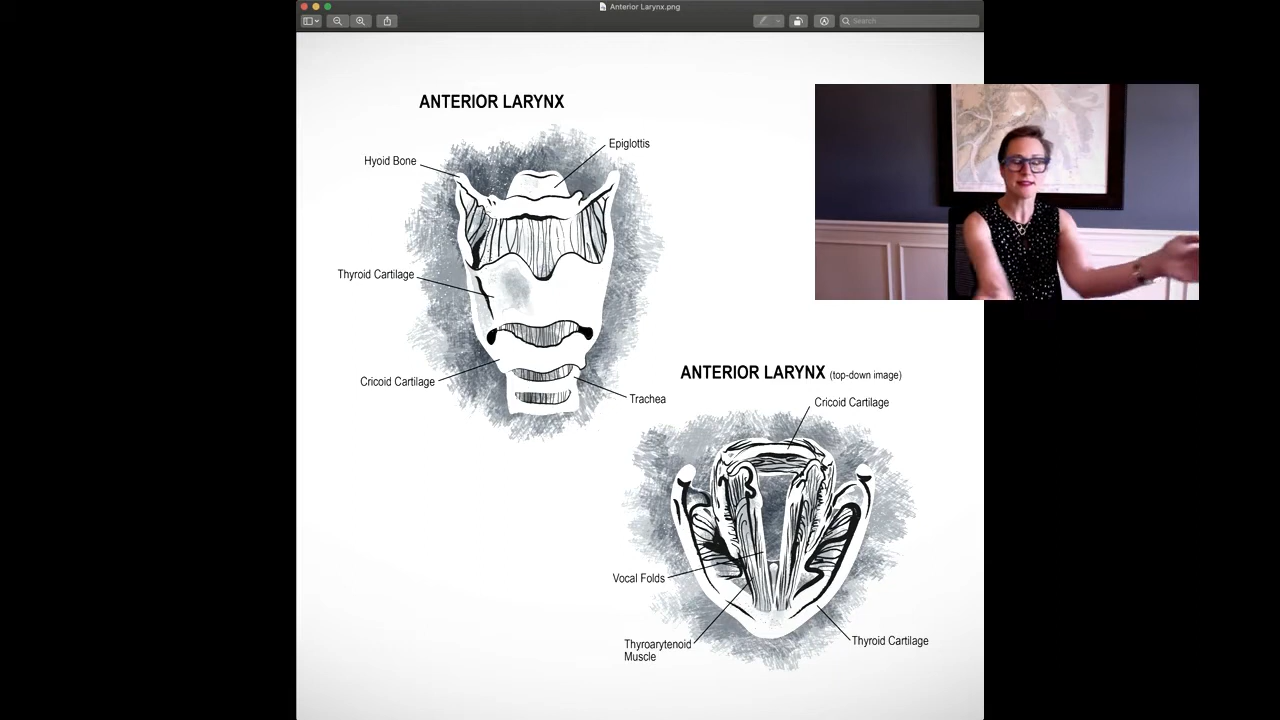 Anterior Larynx.png
Search
ANTERIOR LARYNX
Epiglottis
Hyoid Bone
Thyroid Cartilage
Cricoid Cartilage
Trachea
ANTERIOR LARYNX (top-down image)
Cricoid Cartilage
Vocal Folds
Thyroarytenoid
Muscle
Thyroid Cartilage